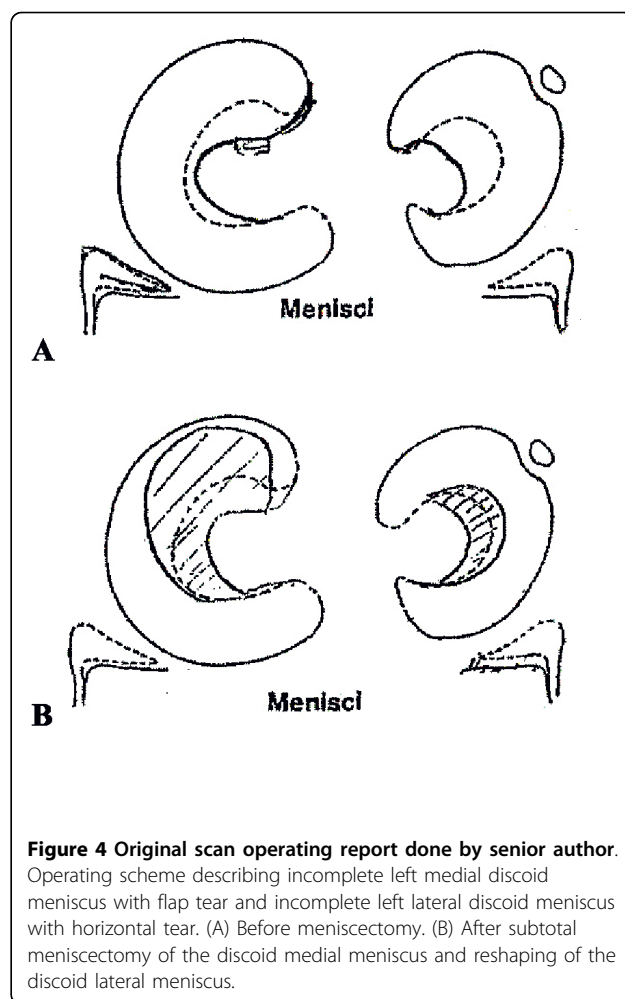 Menisci
A
Menisci
B
Figure 4 Original scan operating report done by senior author.
Operating scheme describing incomplete left medial discoid
meniscus with flap tear and incomplete left lateral discoid meniscus
with horizontal tear. (A) Before meniscectomy. (B) After subtotal
meniscectomy of the discoid medial meniscus and reshaping of the
discoid lateral meniscus.